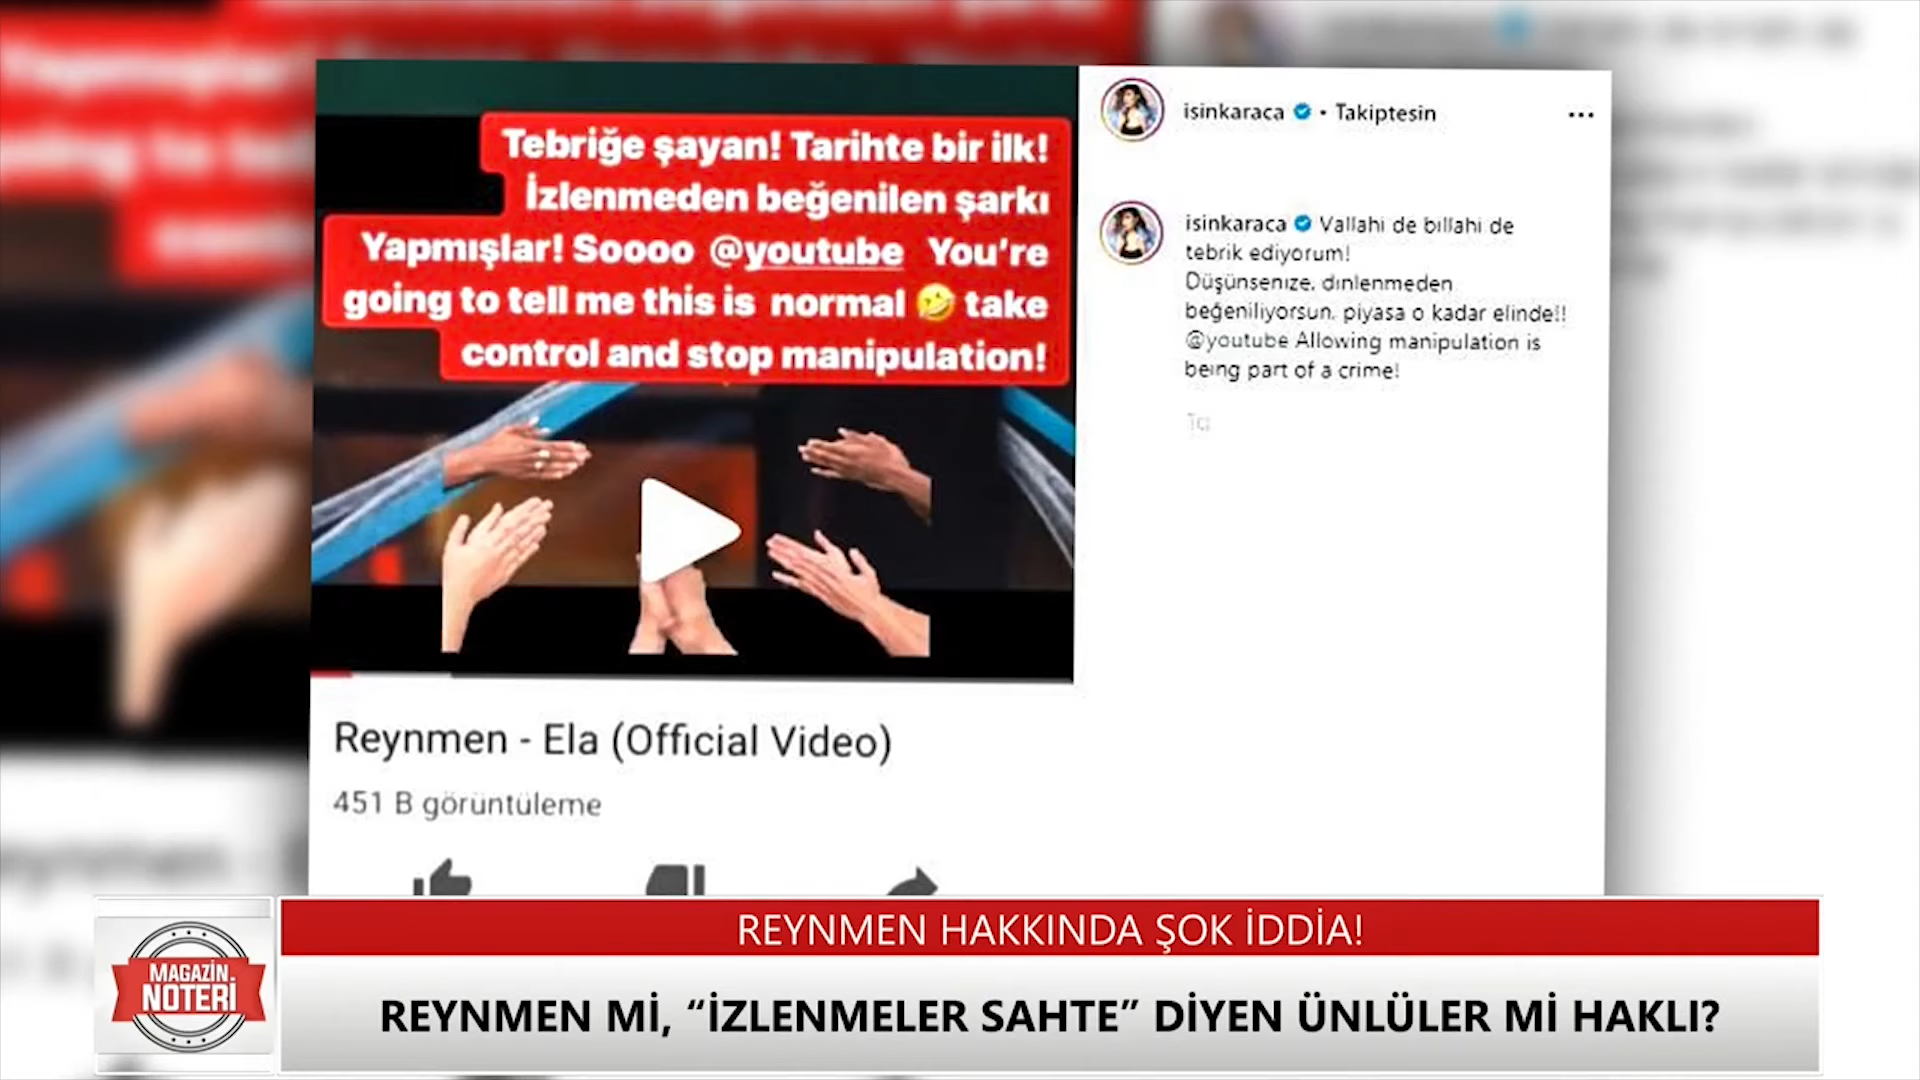 Tebriğe şayan! Tarihte bir ilk!
İzlenmeden beğenilen şarkı
Yapmışlar! Soooo @youtube You're
going to tell me this is normal 🤣 take
control and stop manipulation!
Reynmen - Ela (Official Video)
451 B görüntüleme
isinkaraca • Takiptesin
isinkaraca Vallahi de billahi de
tebrik ediyorum!
Düşünsenize, dinlenmeden
beğeniliyorsun, piyasa o kadar elinde!!
@youtube Allowing manipulation is
being part of a crime!
REYNMEN HAKKINDA ŞOK İDDİA!
MAGAZİN
NOTERİ
REYNMEN Mİ, “İZLENMELER SAHTE” DİYEN ÜNLÜLER Mİ HAKLI?